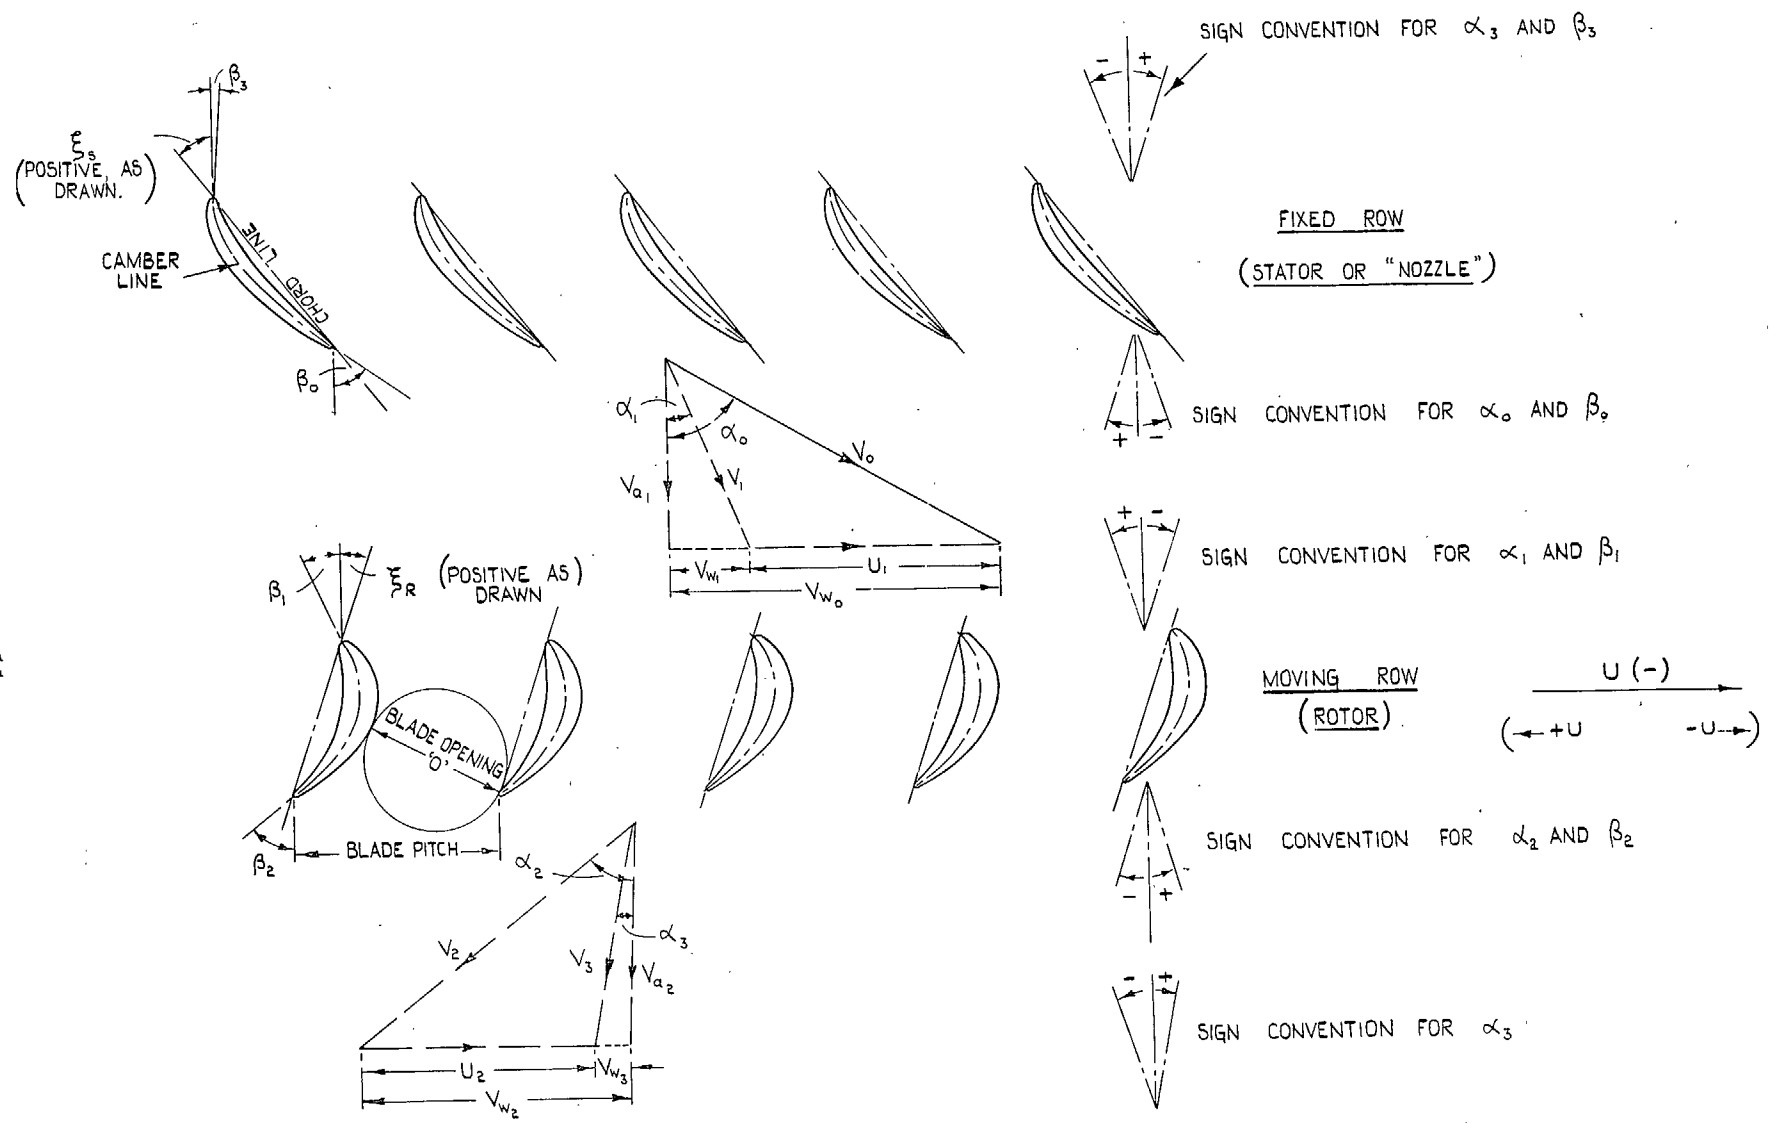 SIGN CONVENTION FOR α₃ AND β₃
- +
β₃
ξₛ
(POSITIVE, AS
DRAWN.)
CAMBER
LINE
CHORD LINE
β₀
FIXED ROW
(STATOR OR "NOZZLE")
SIGN CONVENTION FOR α₀ AND β₀
+ -
α₁
α₀
V₀
V₁
Va₁
Vw₁
U₁
Vw₀
+ -
SIGN CONVENTION FOR α₁ AND β₁
β₁
ξR (POSITIVE AS)
DRAWN
MOVING ROW
(ROTOR)
U (-)
(← +U -U →)
BLADE OPENING
'O'
BLADE PITCH
β₂
SIGN CONVENTION FOR α₂ AND β₂
- +
α₂
α₃
V₂
V₃
Va₂
U₂
Vw₃
Vw₂
- +
SIGN CONVENTION FOR α₃